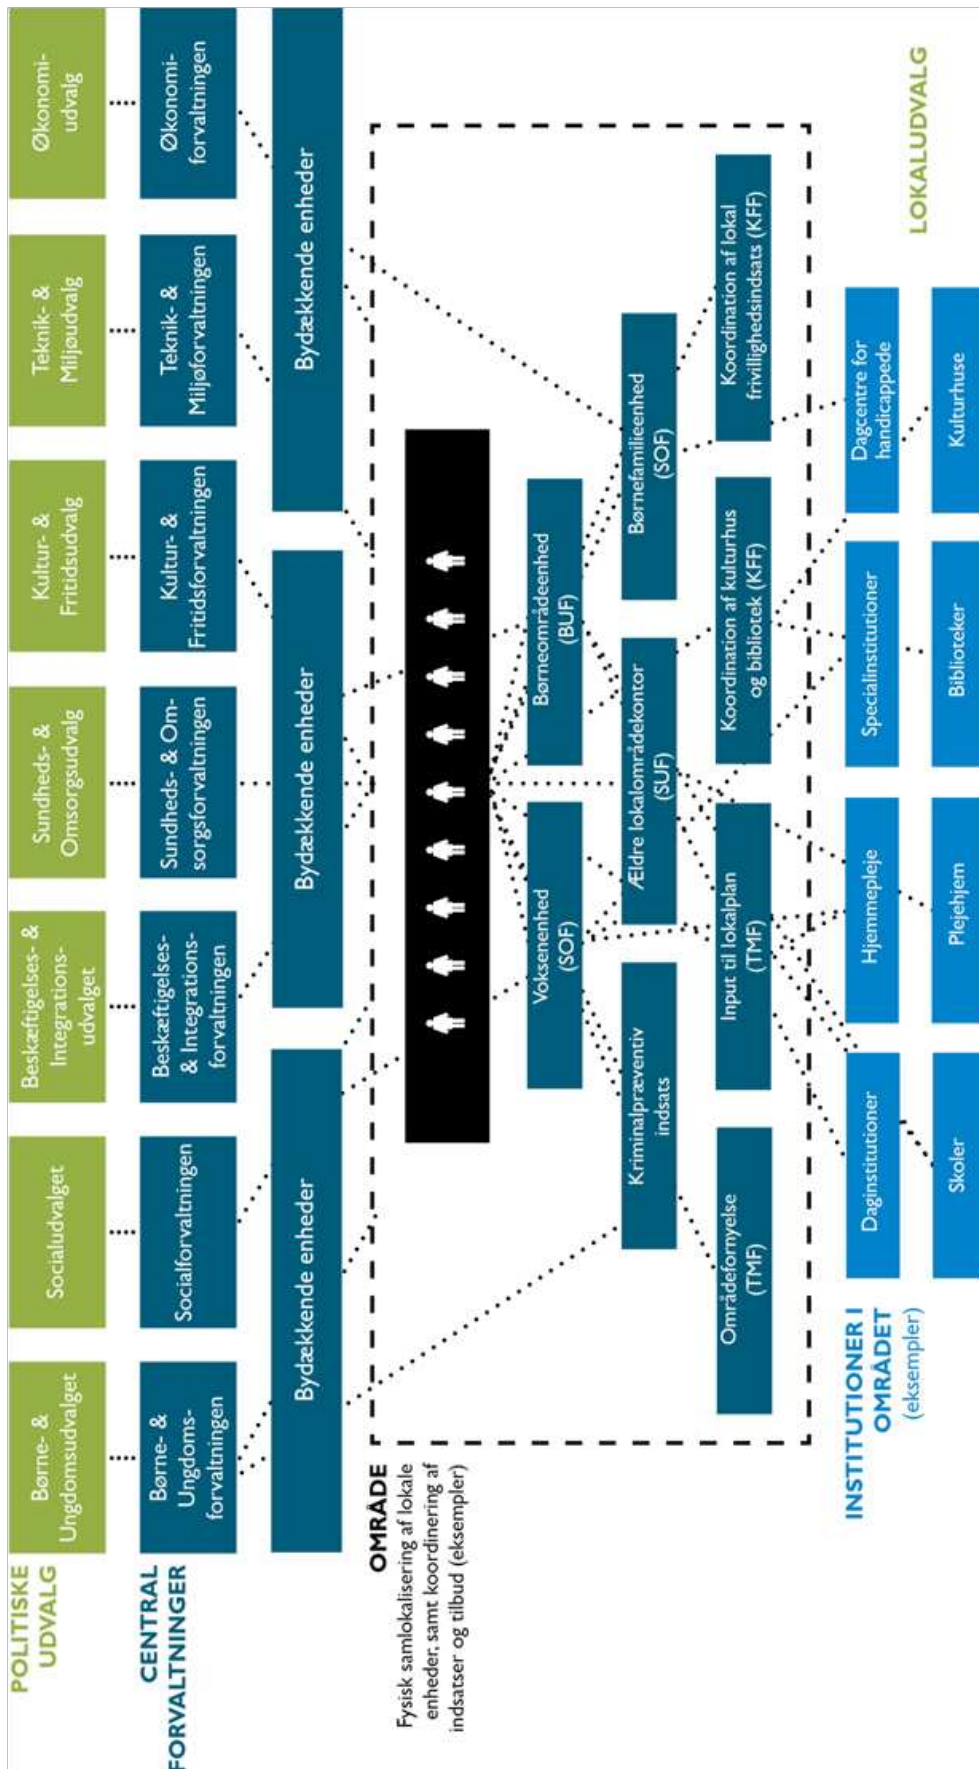 POLITISKE
UDVALG
Børne- &
Ungdomsudvalget
Socialudvalget
Beskæftigelses- &
Integrations-
udvalget
Sundheds- &
Omsorgsudvalg
Kultur- &
Fritidsudvalg
Teknik- &
Miljøudvalg
Økonomi-
udvalg
CENTRAL
FORVALTNINGER
Børne- &
Ungdoms-
forvaltningen
Socialforvaltningen
Beskæftigelses-
& Integrations-
forvaltningen
Sundheds- & Om-
sorgsforvaltningen
Kultur- &
Fritidsforvaltningen
Teknik- &
Miljøforvaltningen
Økonomi-
forvaltningen
Bydækkende enheder
Bydækkende enheder
Bydækkende enheder
OMRÅDE
Fysisk samlokalisering af lokale
enheder, samt koordinering af
indsatser og tilbud (eksempler)
Voksenenhed
(SOF)
Børneområdeenhed
(BUF)
Kriminalpræventiv
indsats
Ældre lokalområdekontor
(SUF)
Børnefamilieenhed
(SOF)
Områdefornyelse
(TMF)
Input til lokalplan
(TMF)
Koordination af kulturhus
og bibliotek (KFF)
Koordination af lokal
frivillighedsindsats (KFF)
INSTITUTIONER I
OMRÅDET
(eksempler)
Daginstitutioner
Hjemmepleje
Specialinstitutioner
Dagcentre for
handicappede
Skoler
Plejehjem
Biblioteker
Kulturhuse
LOKALUDVALG